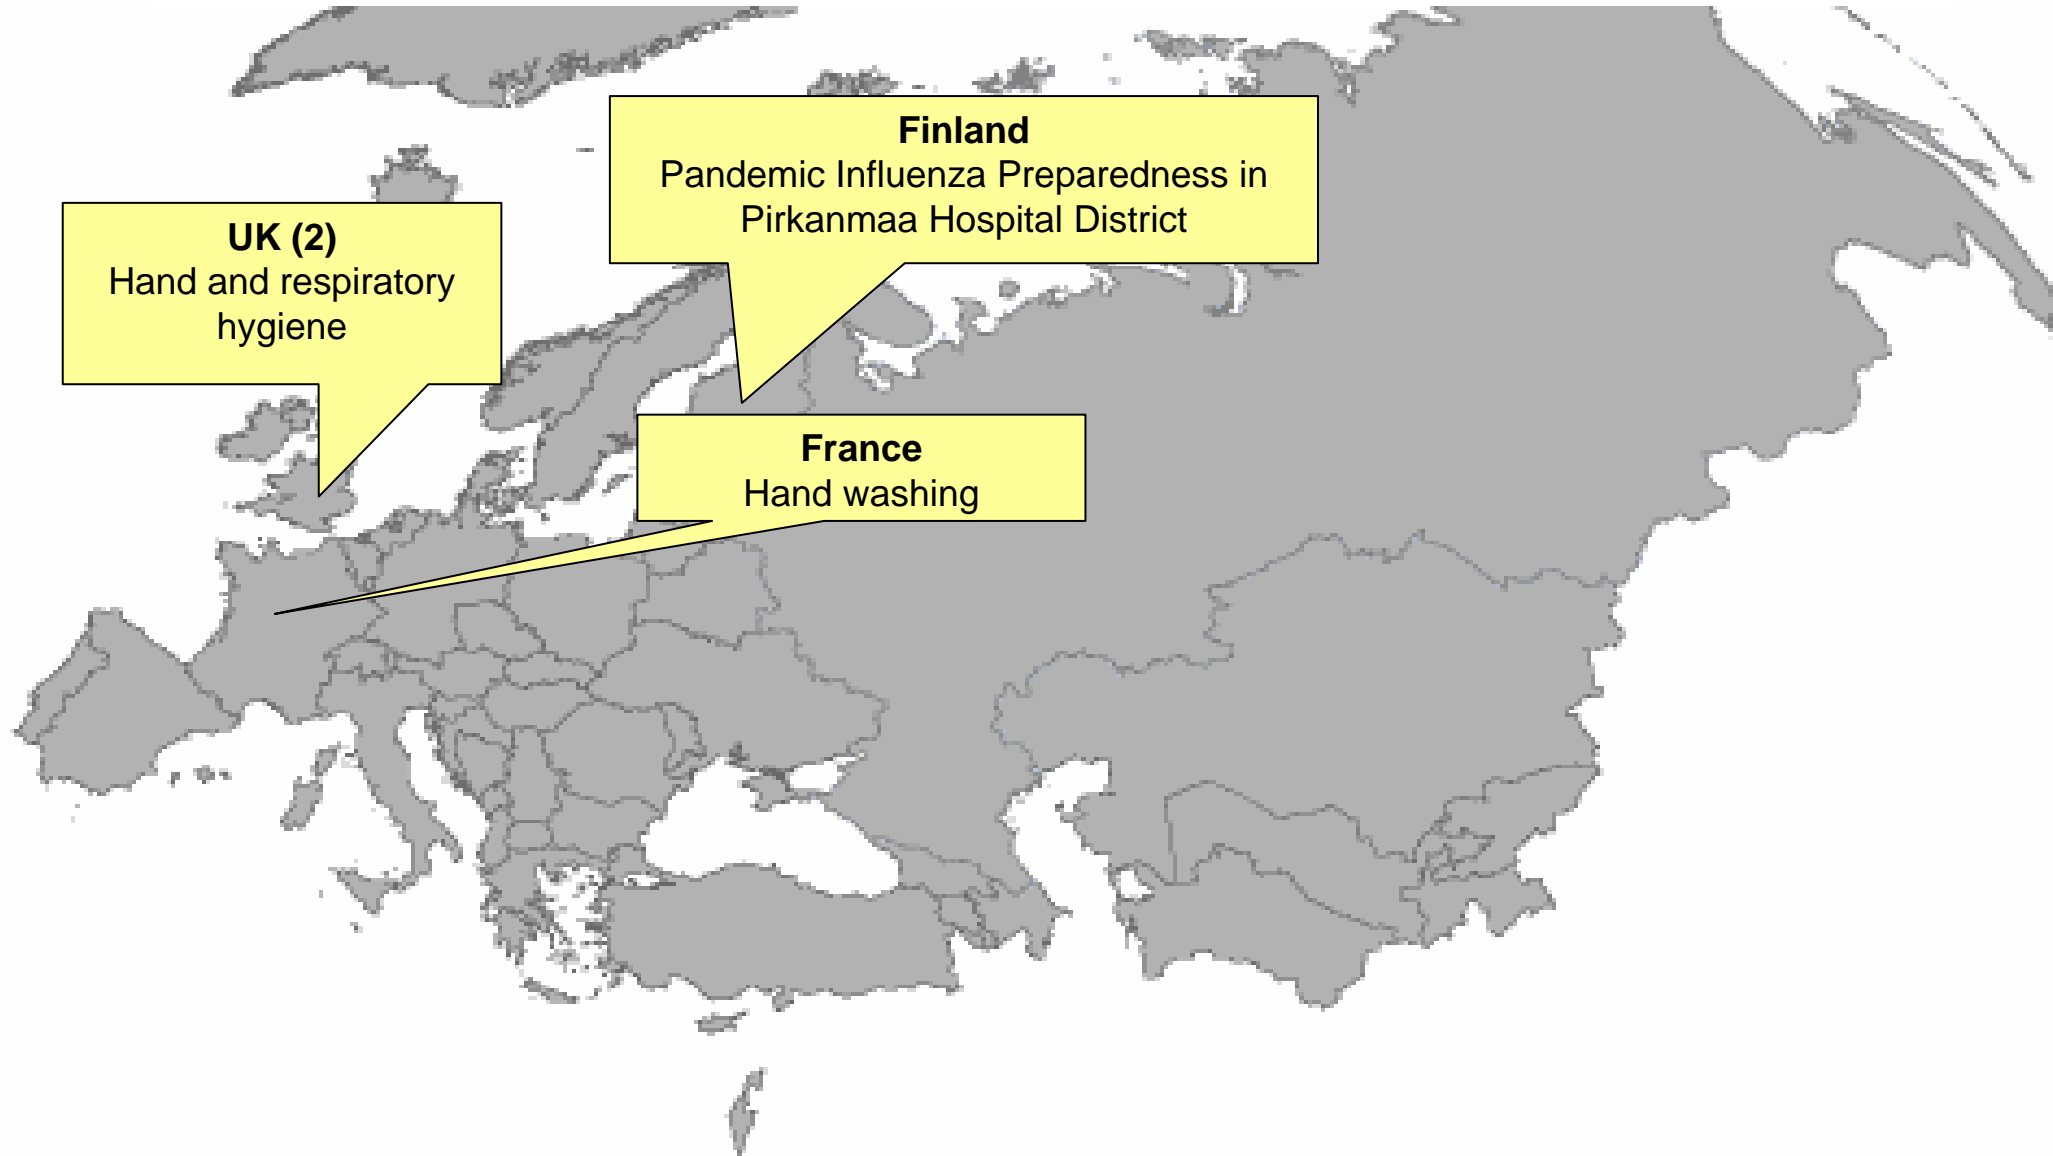 Finland
Pandemic Influenza Preparedness in
Pirkanmaa Hospital District
UK (2)
Hand and respiratory
hygiene
France
Hand washing